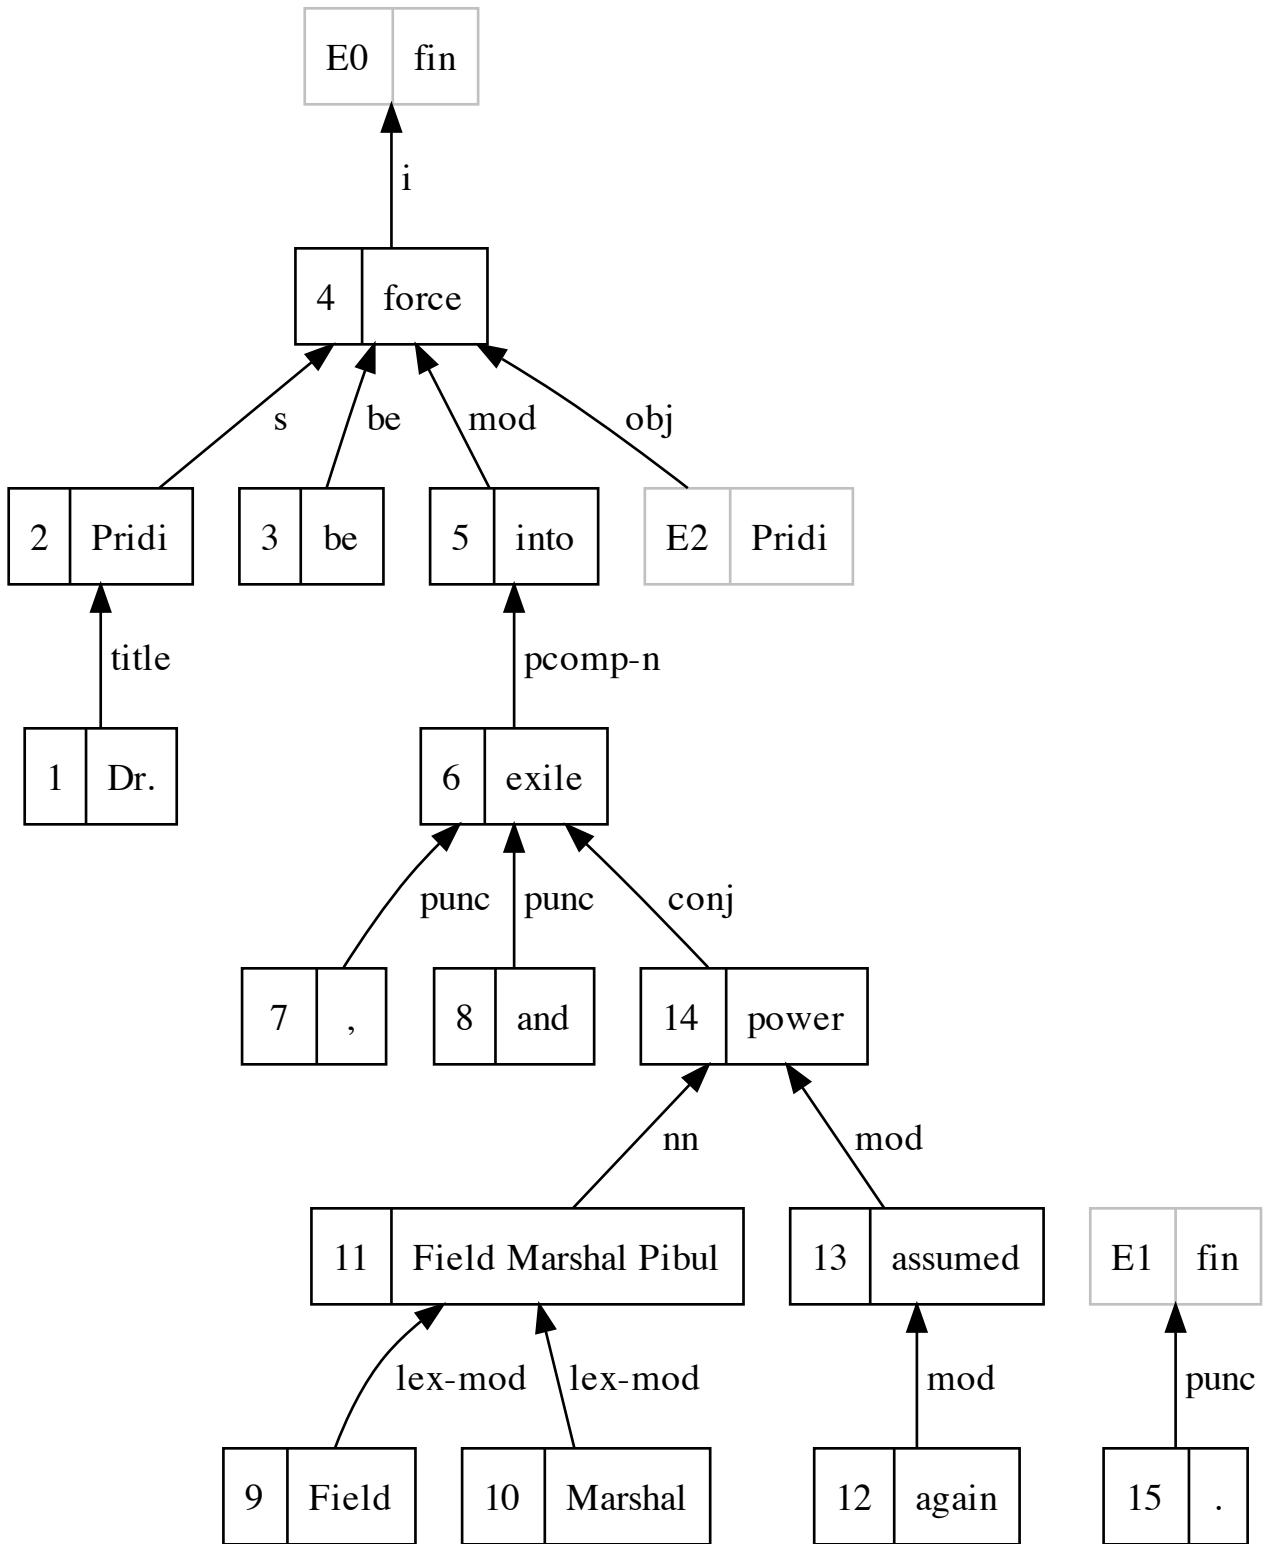 E0 fin
i
4 force
s be mod obj
2 Pridi 3 be 5 into E2 Pridi
title pcomp-n
1 Dr. 6 exile
punc punc conj
7 , 8 and 14 power
nn mod
11 Field Marshal Pibul 13 assumed E1 fin
lex-mod lex-mod mod punc
9 Field 10 Marshal 12 again 15 .